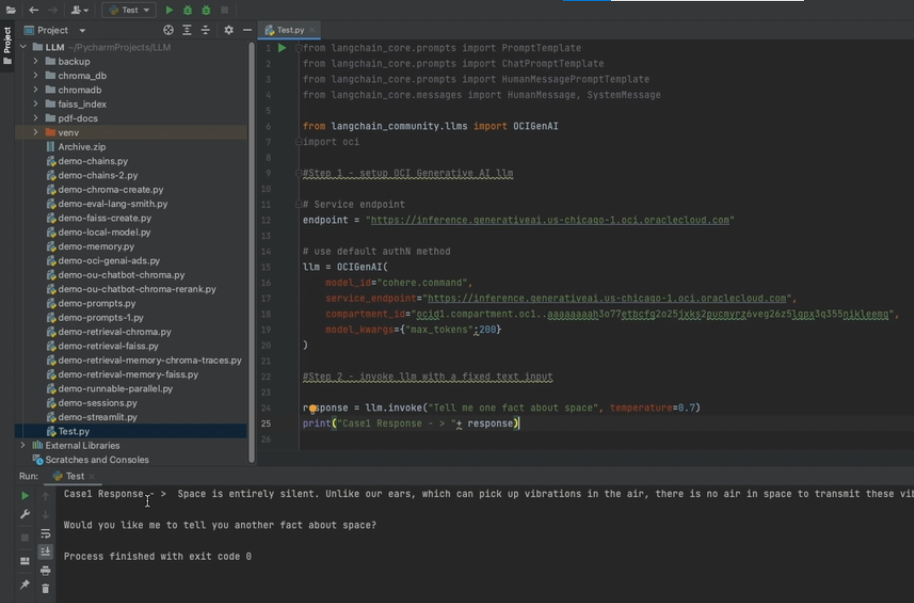 Test
Project
Test.py
Project
LLM ~/PycharmProjects/LLM
backup
chroma_db
chromadb
faiss_index
pdf-docs
venv
Archive.zip
demo-chains.py
demo-chains-2.py
demo-chroma-create.py
demo-eval-lang-smith.py
demo-faiss-create.py
demo-local-model.py
demo-memory.py
demo-oci-genai-ads.py
demo-ou-chatbot-chroma.py
demo-ou-chatbot-chroma-rerank.py
demo-prompts.py
demo-prompts-1.py
demo-retrieval-chroma.py
demo-retrieval-faiss.py
demo-retrieval-memory-chroma-traces.py
demo-retrieval-memory-faiss.py
demo-runnable-parallel.py
demo-sessions.py
demo-streamlit.py
Test.py
External Libraries
Scratches and Consoles
1 from langchain_core.prompts import PromptTemplate
2 from langchain_core.prompts import ChatPromptTemplate
3 from langchain_core.prompts import HumanMessagePromptTemplate
4 from langchain_core.messages import HumanMessage, SystemMessage
5
6 from langchain_community.llms import OCIGenAI
7 import oci
8
9 #Step 1 - setup OCI Generative AI llm
10
11 # Service endpoint
12 endpoint = "https://inference.generativeai.us-chicago-1.oci.oraclecloud.com"
13
14 # use default authN method
15 llm = OCIGenAI(
16 model_id="cohere.command",
17 service_endpoint="https://inference.generativeai.us-chicago-1.oci.oraclecloud.com",
18 compartment_id=
19 model_kwargs={"max_tokens":200}
20 )
21
22 #Step 2 - invoke llm with a fixed text input
23
24 response = llm.invoke("Tell me one fact about space", temperature=0.7)
25 print("Case1 Response - > "+ response)
26
Run: Test
Case1 Response - > Space is entirely silent. Unlike our ears, which can pick up vibrations in the air, there is no air in space to transmit these
Would you like me to tell you another fact about space?
Process finished with exit code 0